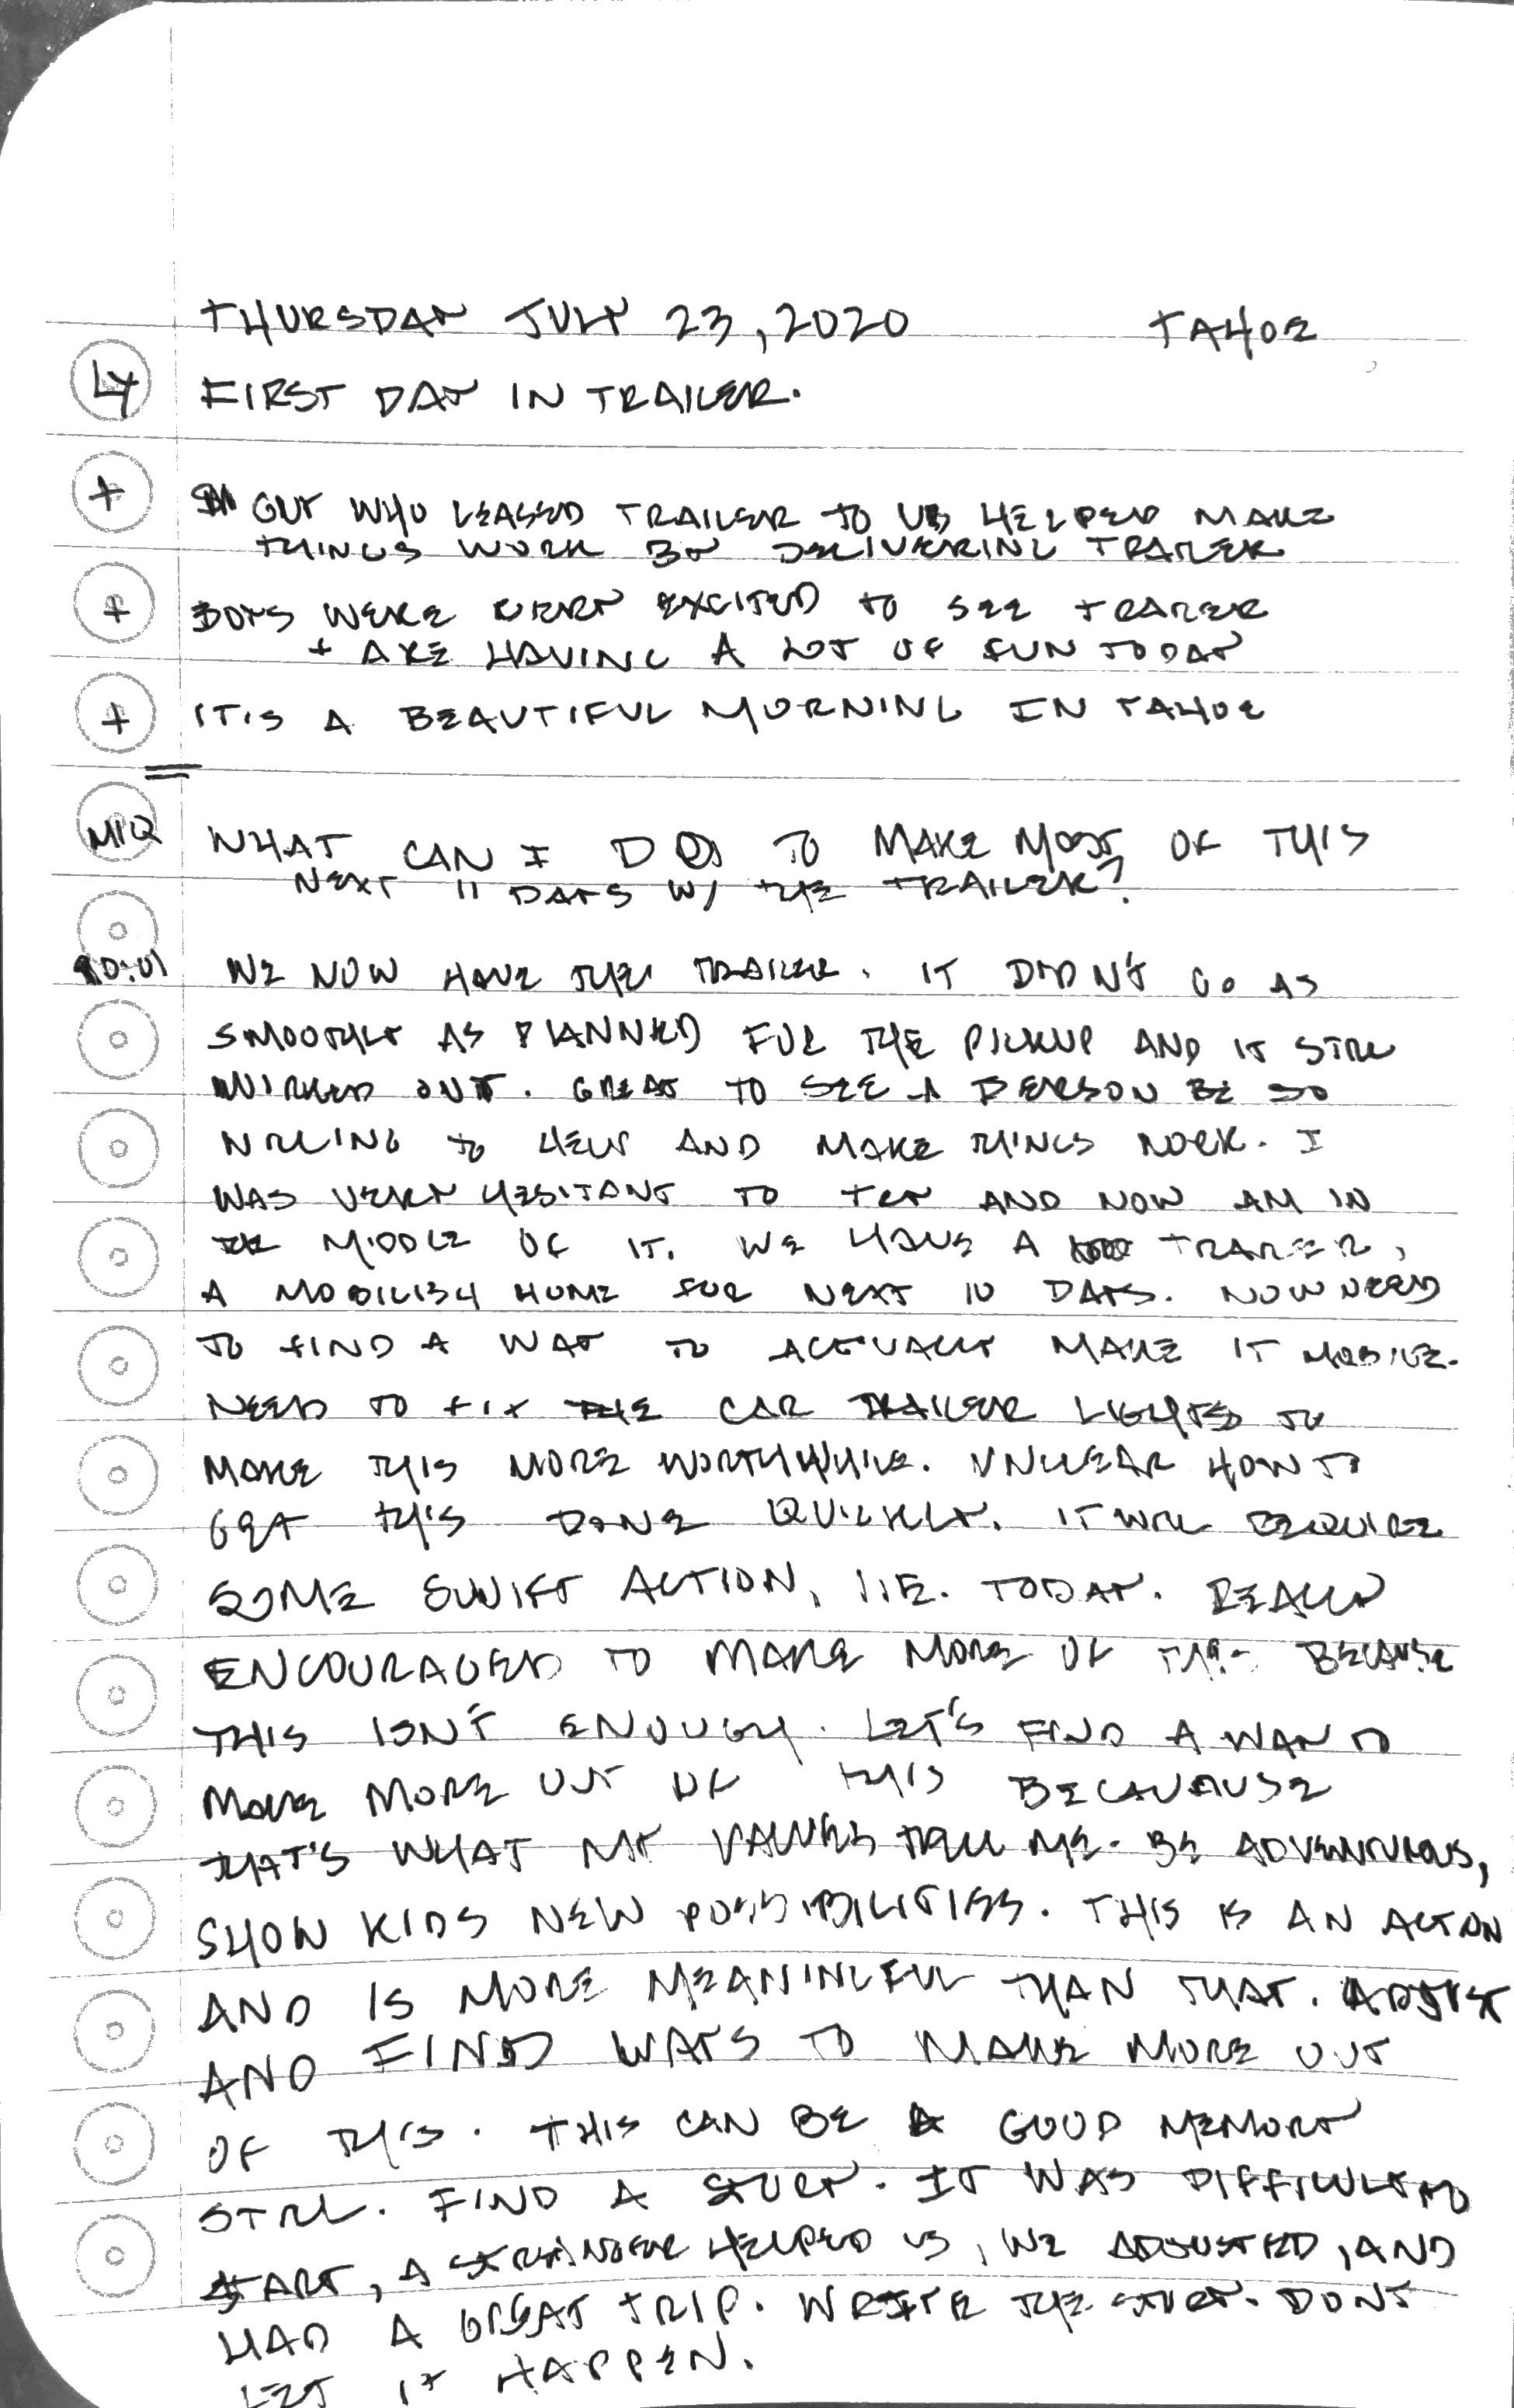 THURSDAY JULY 23, 2020 TAHOE
LY FIRST DAY IN TRAILER.
+ GUY WHO LEASED TRAILER TO US HELPED MAKE
THINGS WORK BY DELIVERING TRAILER
+ BOYS WERE VERY EXCITED TO SEE TRAILER
+ ARE HAVING A LOT OF FUN TODAY
+ IT'S A BEAUTIFUL MORNING IN TAHOE
MIQ WHAT CAN I DO TO MAKE MOST OF THIS
NEXT 11 DAYS W/ THE TRAILER?
10:01 WE NOW HAVE THE TRAILER. IT DIDN'T GO AS
SMOOTHLY AS PLANNED FOR THE PICKUP AND IT STILL
WORKED OUT. GREAT TO SEE A PERSON BE SO
WILLING TO HELP AND MAKE THINGS WORK. I
WAS VERY HESITANT TO TRY AND NOW AM IN
THE MIDDLE OF IT. WE HAVE A TRAILER,
A HOME FOR NEXT 10 DAYS. NOW NEED
TO FIND A WAY TO ACTUALLY MAKE IT MOBILE.
NEED TO FIX THE CAR TRAILER LIGHTS TO
MAKE THIS MORE WORTHWHILE. UNCLEAR HOW TO
GET THIS DONE QUICKLY. IT WILL REQUIRE
SOME SWIFT ACTION, I.E. TODAY. REALLY
ENCOURAGED TO MAKE MORE OF THIS BECAUSE
THIS ISN'T ENOUGH. LET'S FIND A WAY TO
MAKE MORE OUT OF THIS BECAUAUSE
THAT'S WHAT MY VALUES TELL ME. BE ADVENTUROUS,
SHOW KIDS NEW POSSIBILITIES. THIS IS AN ACTION
AND IS MORE MEANINGFUL THAN THAT. ADJUST
AND FIND WAYS TO MAKE MORE OUT
OF THIS. THIS CAN BE A GOOD MEMORY
STILL. FIND A STORY. IT WAS DIFFICULT TO
START, A STRANGER HELPED US, WE ADJUSTED, AND
HAD A GREAT TRIP. WRITE THE STORY. DON'T
LET IT HAPPEN.